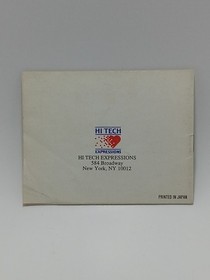 HI TECH
EXPRESSIONS
HI TECH EXPRESSIONS
584 Broadway
New York, NY 10012
PRINTED IN JAPAN